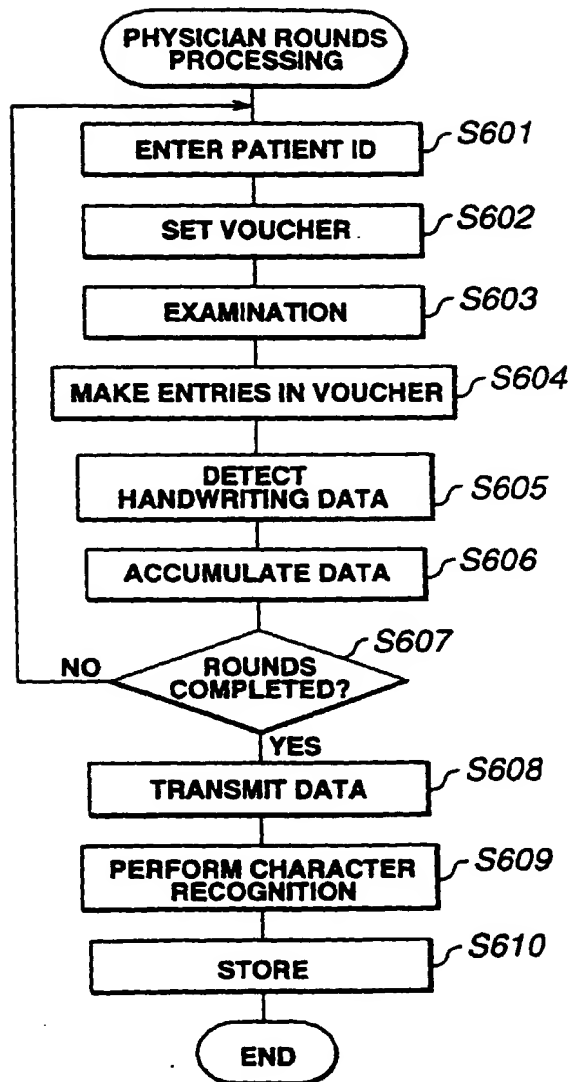 PHYSICIAN ROUNDS
PROCESSING
ENTER PATIENT ID
S601
SET VOUCHER
S602
EXAMINATION
S603
MAKE ENTRIES IN VOUCHER
S604
DETECT
HANDWRITING DATA
S605
ACCUMULATE DATA
S606
S607
NO
ROUNDS
COMPLETED?
YES
TRANSMIT DATA
S608
PERFORM CHARACTER
RECOGNITION
S609
STORE
S610
END